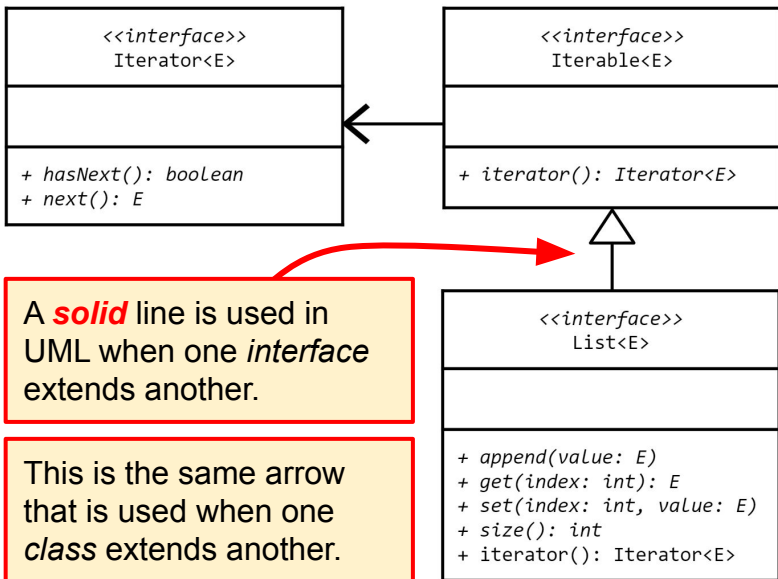 <<interface>>
Iterator<E>
+ hasNext(): boolean
+ next(): E
<<interface>>
Iterable<E>
+ iterator(): Iterator<E>
A solid line is used in
UML when one interface
extends another.
This is the same arrow
that is used when one
class extends another.
<<interface>>
List<E>
+ append(value: E)
+ get(index: int): E
+ set(index: int, value: E)
+ size(): int
+ iterator(): Iterator<E>